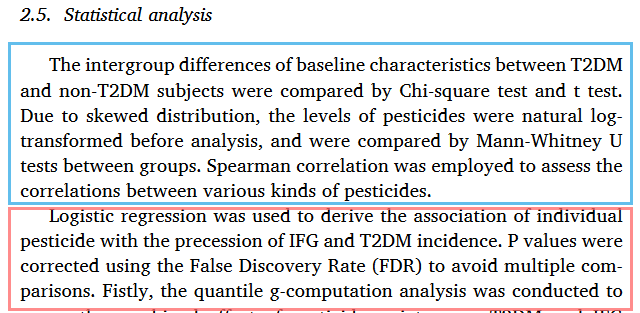 2.5. Statistical analysis
The intergroup differences of baseline characteristics between T2DM
and non-T2DM subjects were compared by Chi-square test and t test.
Due to skewed distribution, the levels of pesticides were natural log-
transformed before analysis, and were compared by Mann-Whitney U
tests between groups. Spearman correlation was employed to assess the
correlations between various kinds of pesticides.
Logistic regression was used to derive the association of individual
pesticide with the precession of IFG and T2DM incidence. P values were
corrected using the False Discovery Rate (FDR) to avoid multiple com-
parisons. Fistly, the quantile g-computation analysis was conducted to